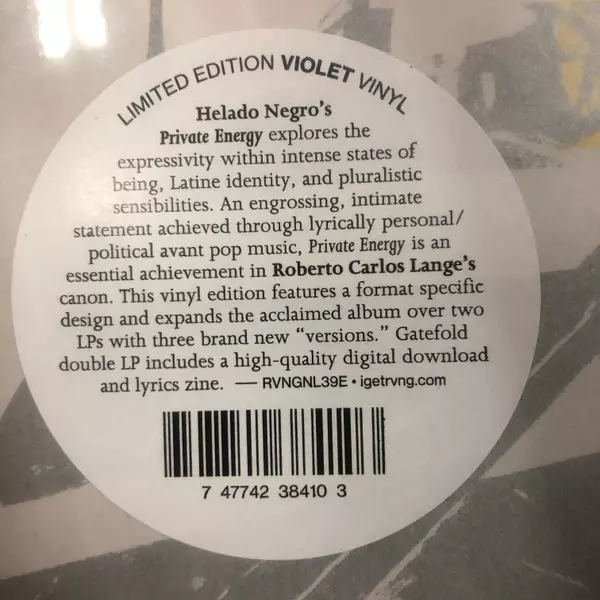 LIMITED EDITION VIOLET VINYL
Helado Negro's
Private Energy explores the
expressivity within intense states of
being, Latine identity, and pluralistic
sensibilities. An engrossing, intimate
statement achieved through lyrically personal/
political avant pop music, Private Energy is an
essential achievement in Roberto Carlos Lange's
canon. This vinyl edition features a format specific
design and expands the acclaimed album over two
LPs with three brand new “versions.” Gatefold
double LP includes a high-quality digital download
and lyrics zine. — RVNGNL39E • igetrvng.com
7 47742 38410 3